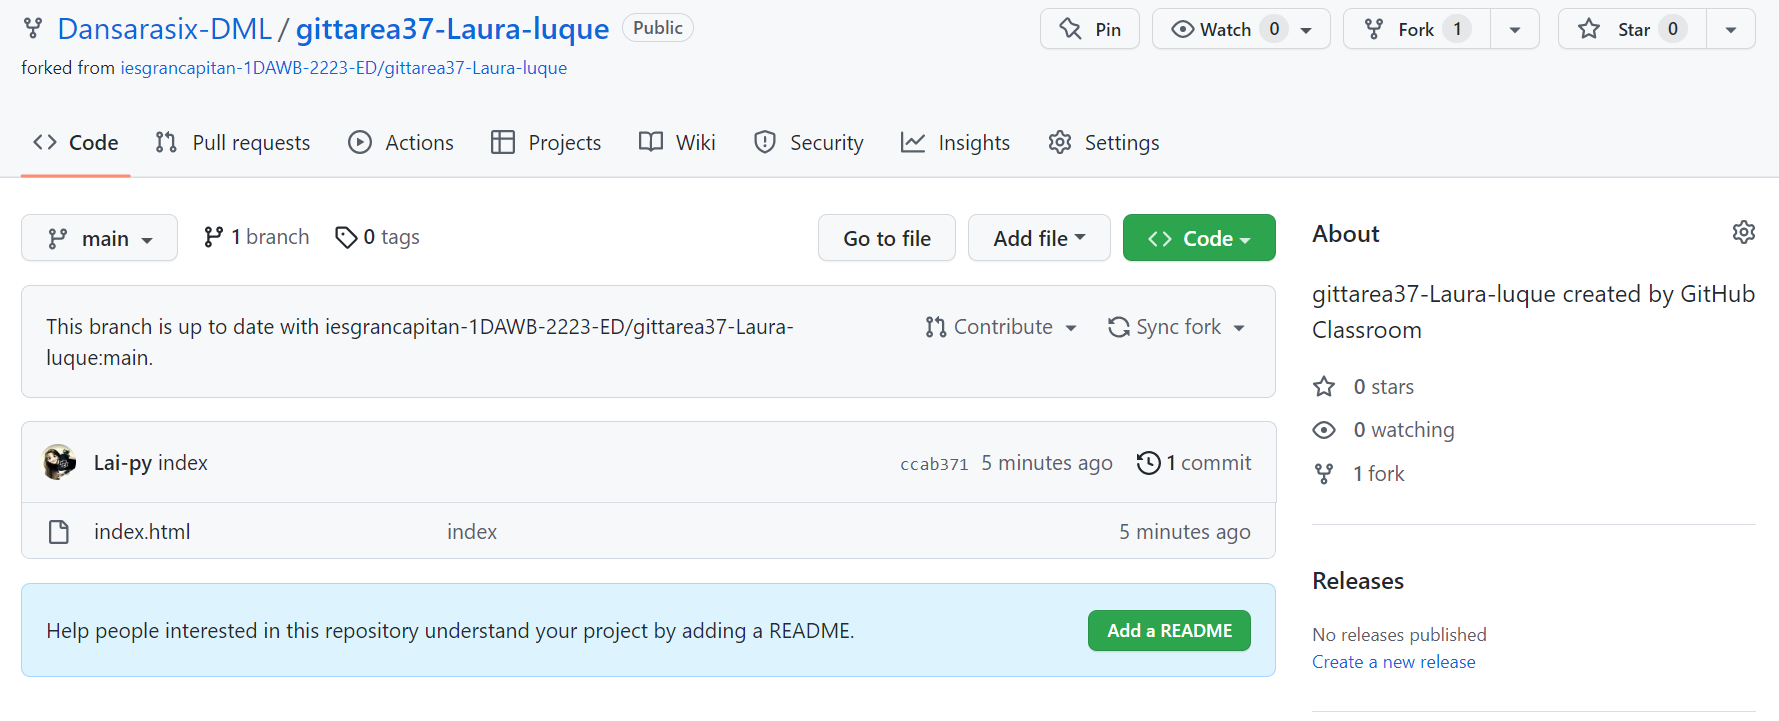 Dansarasix-DML / gittarea37-Laura-luque Public Pin Watch 0 Fork 1 Star 0
forked from iesgrancapitan-1DAWB-2223-ED/gittarea37-Laura-luque
Code Pull requests Actions Projects Wiki Security Insights Settings
main 1 branch 0 tags Go to file Add file Code
This branch is up to date with iesgrancapitan-1DAWB-2223-ED/gittarea37-Laura-
luque:main.
Contribute Sync fork
Lai-py index ccab371 5 minutes ago 1 commit
index.html index 5 minutes ago
Help people interested in this repository understand your project by adding a README. Add a README
About
gittarea37-Laura-luque created by GitHub
Classroom
0 stars
0 watching
1 fork
Releases
No releases published
Create a new release